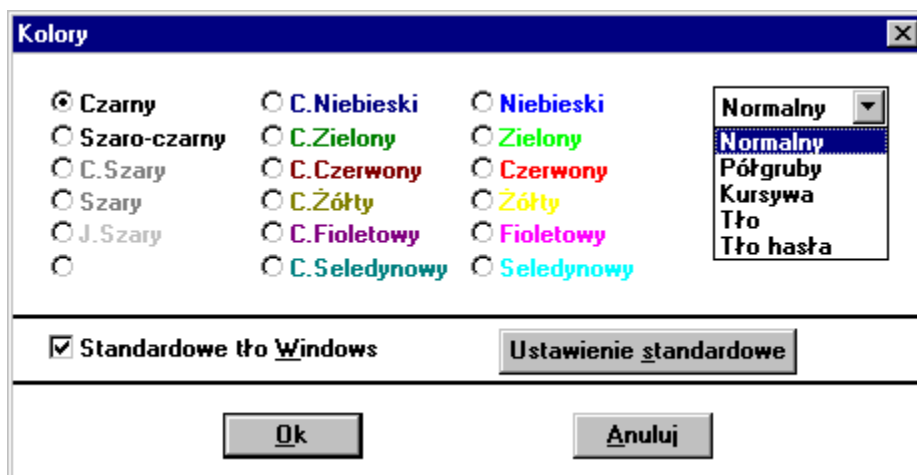 Kolory
Czarny C.Niebieski Niebieski Normalny
Szaro-czarny C.Zielony Zielony Normalny
C.Szary C.Czerwony Czerwony Półgruby
Szary C.Żółty Żółty Kursywa
J.Szary C.Fioletowy Fioletowy Tło
C.Seledynowy Seledynowy Tło hasła
Standardowe tło Windows Ustawienie standardowe
Ok Anuluj